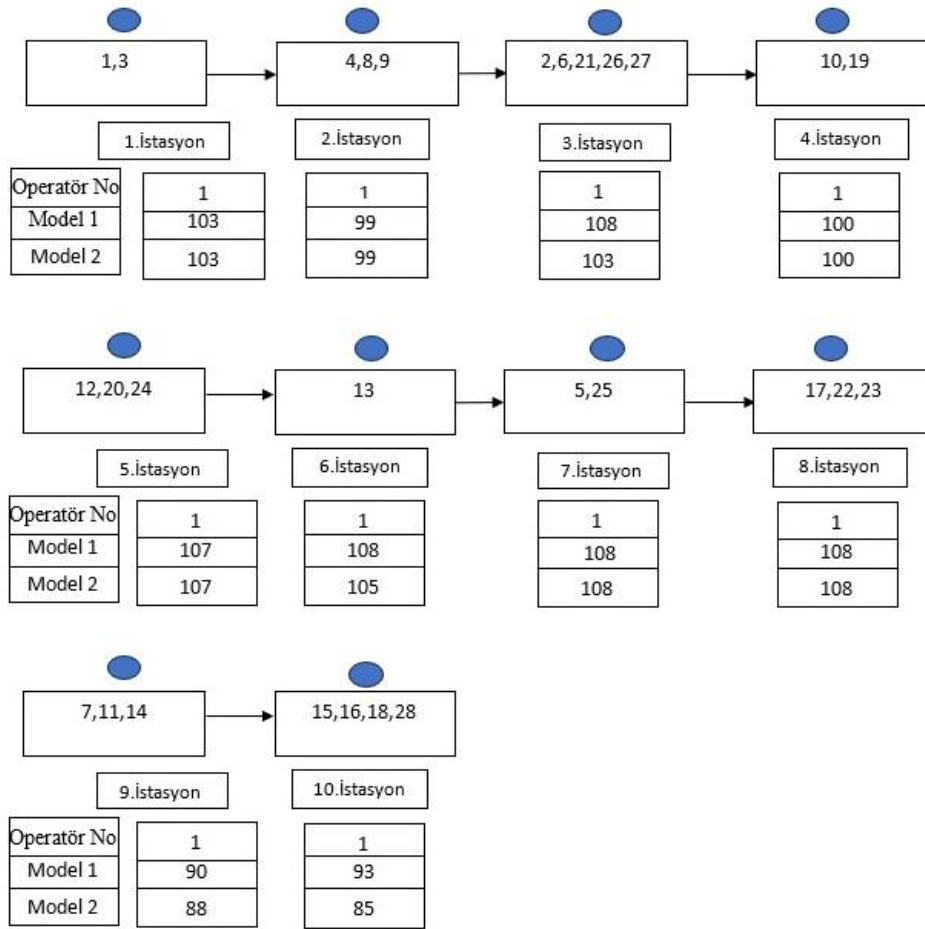 1,3 4,8,9 2,6,21,26,27 10,19
1.İstasyon 2.İstasyon 3.İstasyon 4.İstasyon
Operatör No 1 1 1 1
Model 1 103 99 108 100
Model 2 103 99 103 100
12,20,24 13 5,25 17,22,23
5.İstasyon 6.İstasyon 7.İstasyon 8.İstasyon
Operatör No 1 1 1 1
Model 1 107 108 108 108
Model 2 107 105 108 108
7,11,14 15,16,18,28
9.İstasyon 10.İstasyon
Operatör No 1 1
Model 1 90 93
Model 2 88 85